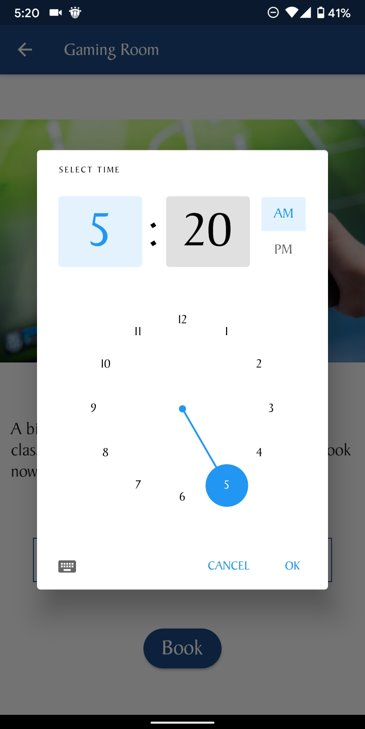 5:20
41%
Gaming Room
SELECT TIME
5 : 20
AM
PM
12
1
2
3
4
5
6
7
8
9
10
11
A bi
clas
ook
now
CANCEL
OK
Book